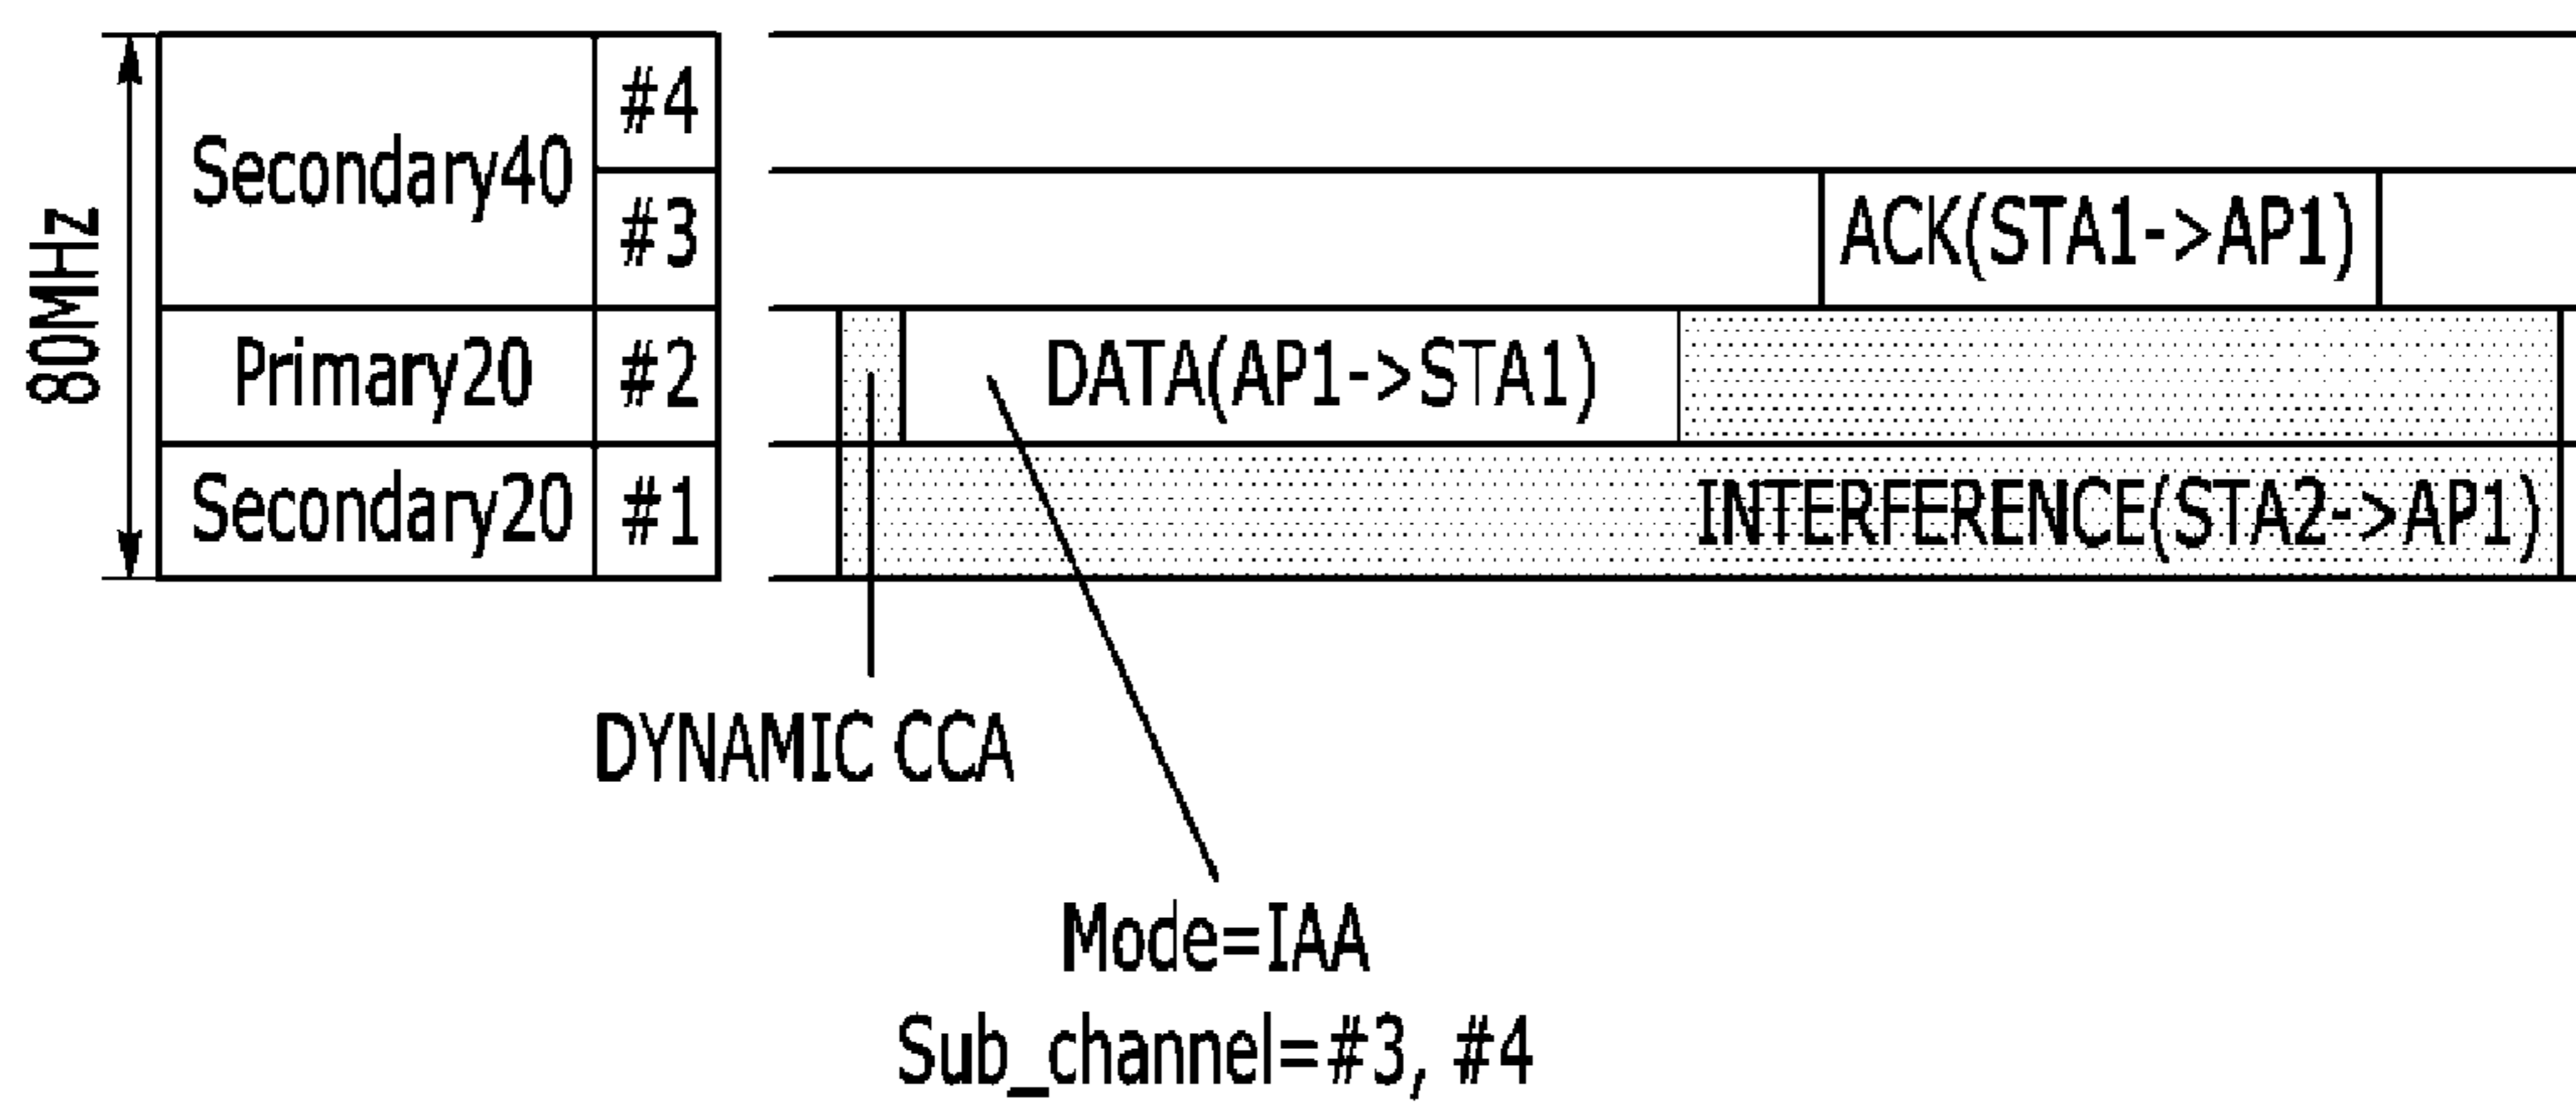 80MHz
Secondary40
#4
#3
ACK(STA1->AP1)
Primary20
#2
DATA(AP1->STA1)
Secondary20
#1
INTERFERENCE(STA2->AP1)
DYNAMIC CCA
Mode=IAA
Sub_channel=#3, #4